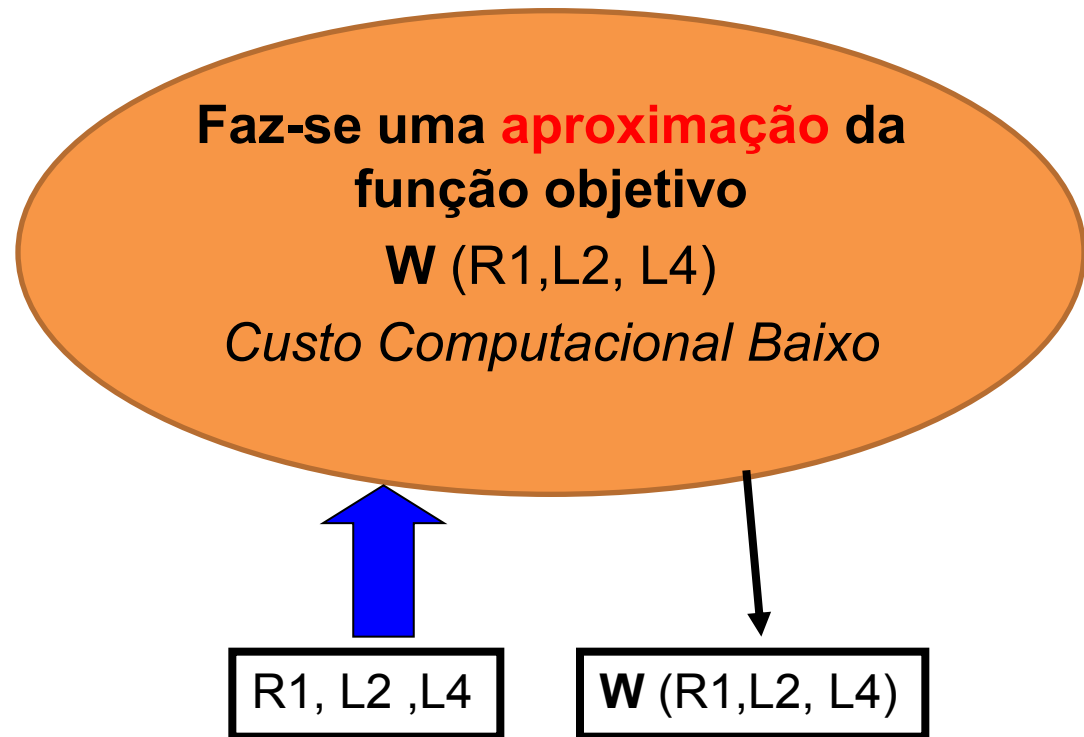 Faz-se uma aproximação da
função objetivo
W (R1,L2, L4)
Custo Computacional Baixo
R1, L2 ,L4
W (R1,L2, L4)